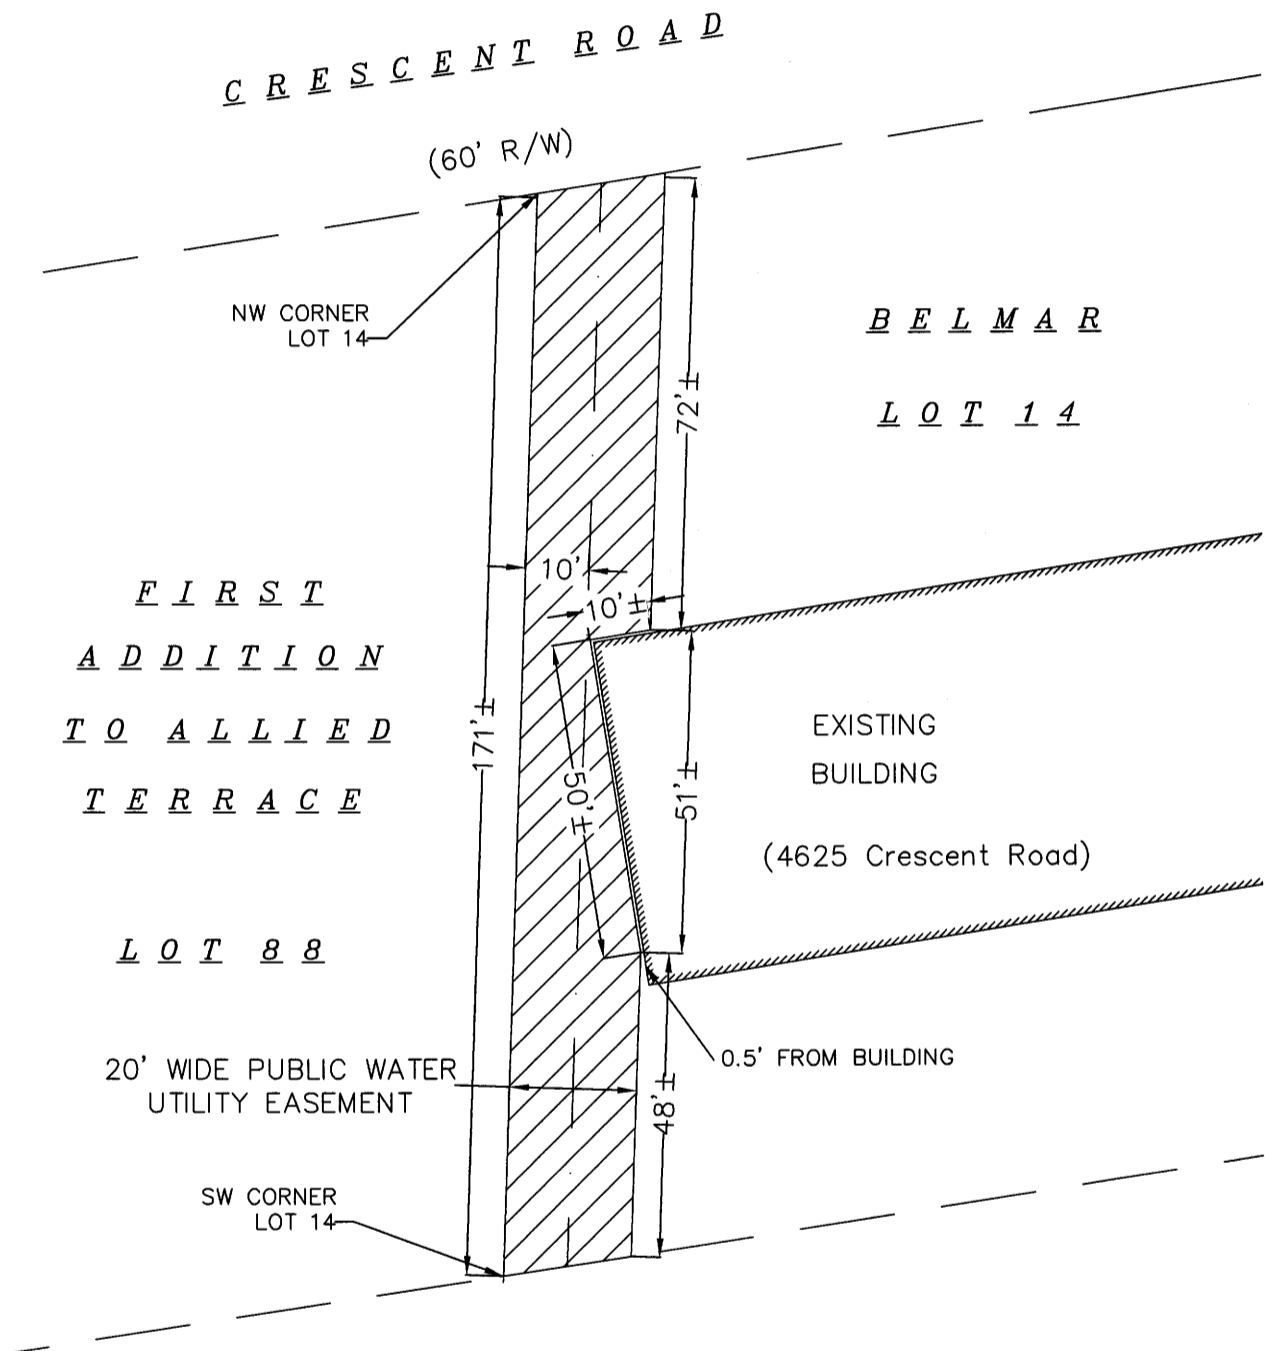 CRESCENT ROAD
(60' R/W)
NW CORNER
LOT 14
BELMAR
LOT 14
72'±
10'
10'±
FIRST
ADDITION
TO ALLIED
TERRACE
LOT 88
171'±
50'±
51'±
EXISTING
BUILDING
(4625 Crescent Road)
0.5' FROM BUILDING
20' WIDE PUBLIC WATER
UTILITY EASEMENT
48'±
SW CORNER
LOT 14